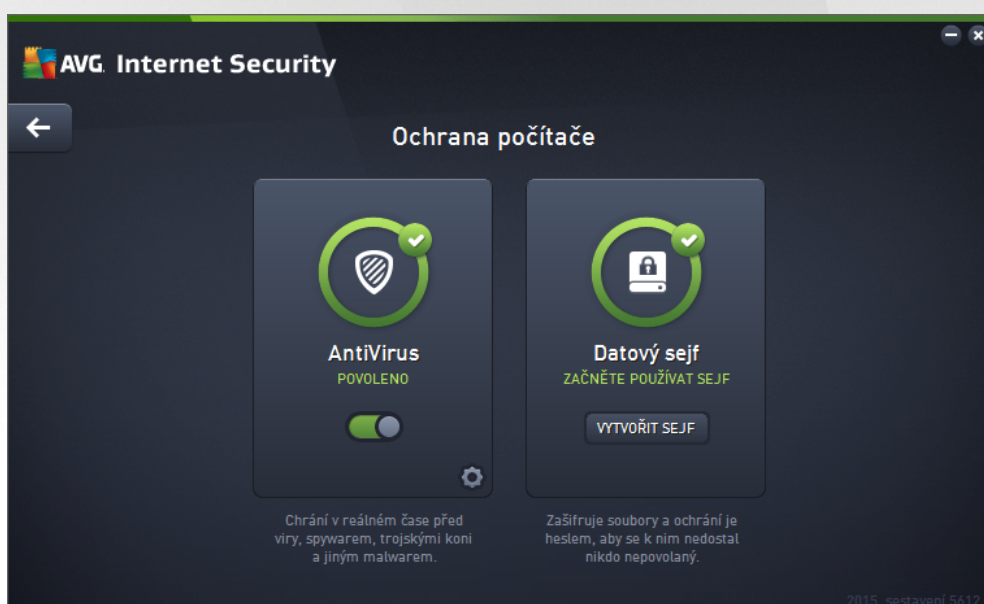 AVG Internet Security
Ochrana počítače
AntiVirus
POVOLENO
Chrání v reálném čase před
viry, spywarem, trojskými koni
a jiným malwarem.
Datový sejf
ZAČNĚTE POUŽÍVAT SEJF
VYTVOŘIT SEJF
Zašifruje soubory a ochrání je
heslem, aby se k nim nedostal
nikdo nepovolaný.
2015, sestavení 5612